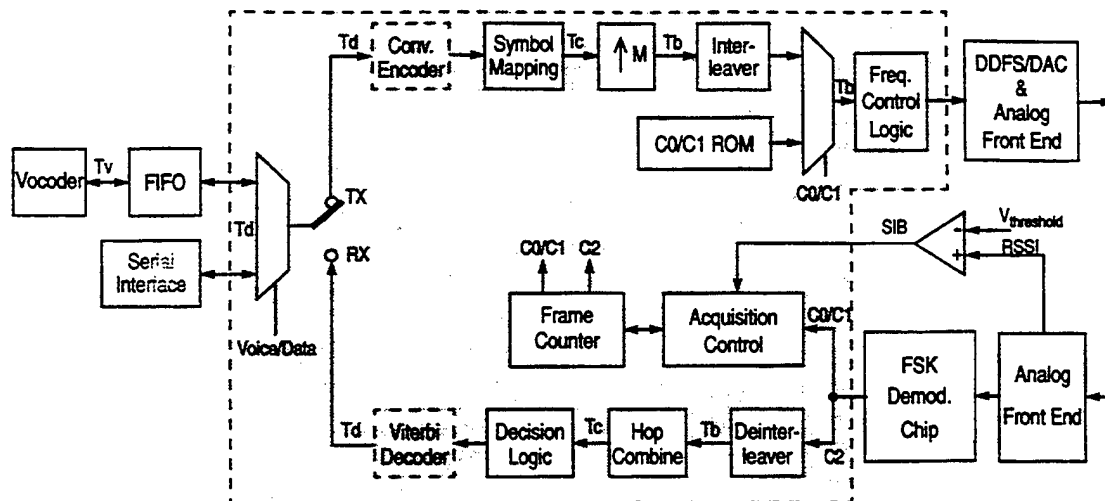 Td
Conv.
Encoder
Symbol
Mapping
Tc
M
Tb
Inter-
leaver
Tb
Freq.
Control
Logic
DDFS/DAC
&
Analog
Front End
C0/C1 ROM
C0/C1
Vocoder
Tv
FIFO
Td
TX
RX
Serial
Interface
Voice/Data
SIB
Vthreshold
RSSI
-
+
C0/C1
C2
Frame
Counter
Acquisition
Control
C0/C1
FSK
Demod.
Chip
Analog
Front End
Td
Viterbi
Decoder
Decision
Logic
Tc
Hop
Combine
Tb
Deinter-
leaver
C2